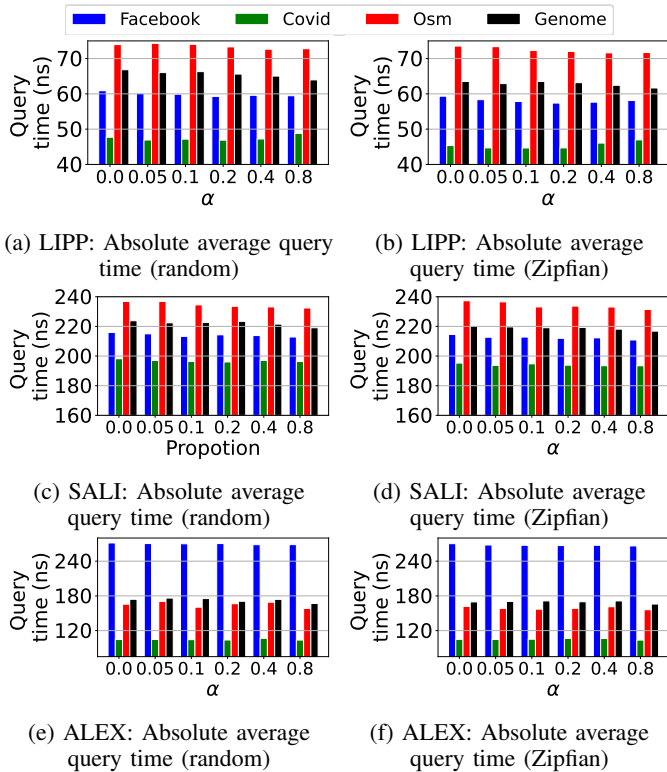 Facebook Covid Osm Genome
Query time (ns)
70
60
50
40
0.0 0.05 0.1 0.2 0.4 0.8
α
(a) LIPP: Absolute average query
time (random)
Query time (ns)
70
60
50
40
0.0 0.05 0.1 0.2 0.4 0.8
α
(b) LIPP: Absolute average
query time (Zipfian)
Query time (ns)
240
220
200
180
160
0.0 0.05 0.1 0.2 0.4 0.8
Propotion
(c) SALI: Absolute average
query time (random)
Query time (ns)
240
220
200
180
160
0.0 0.05 0.1 0.2 0.4 0.8
α
(d) SALI: Absolute average
query time (Zipfian)
Query time (ns)
240
180
120
0.0 0.05 0.1 0.2 0.4 0.8
α
(e) ALEX: Absolute average
query time (random)
Query time (ns)
240
180
120
0.0 0.05 0.1 0.2 0.4 0.8
α
(f) ALEX: Absolute average
query time (Zipfian)